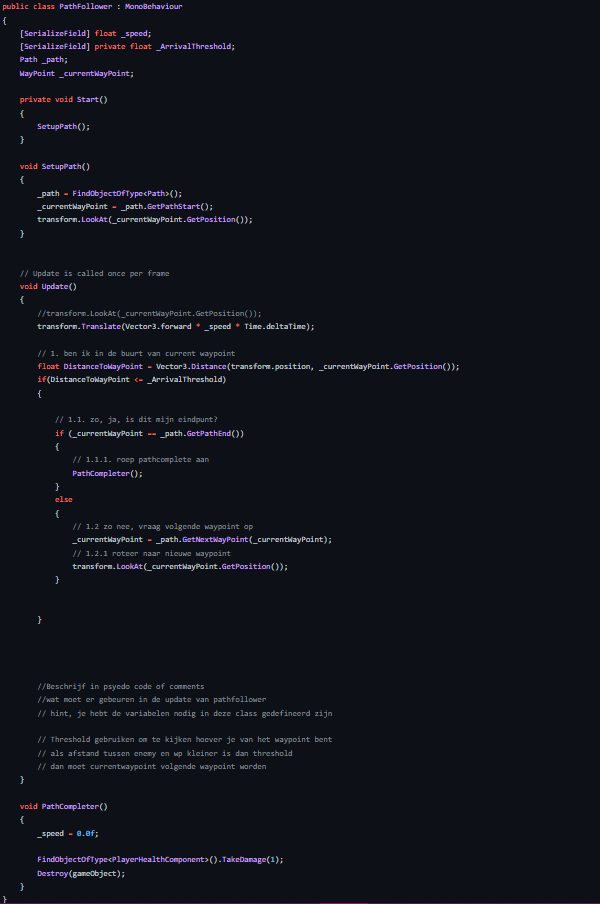 public class PathFollower : MonoBehaviour
{
[SerializeField] float _speed;
[SerializeField] private float _ArrivalThreshold;
Path _path;
WayPoint _currentWayPoint;
private void Start()
{
SetupPath();
}
void SetupPath()
{
_path = FindObjectOfType<Path>();
_currentWayPoint = _path.GetPathStart();
transform.LookAt(_currentWayPoint.GetPosition());
}
// Update is called once per frame
void Update()
{
//transform.LookAt(_currentWayPoint.GetPosition());
transform.Translate(Vector3.forward * _speed * Time.deltaTime);
// 1. ben ik in de buurt van current waypoint
float DistanceToWayPoint = Vector3.Distance(transform.position, _currentWayPoint.GetPosition());
if(DistanceToWayPoint <= _ArrivalThreshold)
{
// 1.1. zo, ja, is dit mijn eindpunt?
if (_currentWayPoint == _path.GetPathEnd())
{
// 1.1.1. roep pathcomplete aan
PathCompleter();
}
else
{
// 1.2 zo nee, vraag volgende waypoint op
_currentWayPoint = _path.GetNextWayPoint(_currentWayPoint);
// 1.2.1 roteer naar nieuwe waypoint
transform.LookAt(_currentWayPoint.GetPosition());
}
}
//Beschrijf in psyedo code of comments
//wat moet er gebeuren in de update van pathfollower
// hint, je hebt de variabelen nodig in deze class gedefineerd zijn
// Threshold gebruiken om te kijken hoever je van het waypoint bent
// als afstand tussen enemy en wp kleiner is dan threshold
// dan moet currentwaypoint volgende waypoint worden
}
void PathCompleter()
{
_speed = 0.0f;
FindObjectOfType<PlayerHealthComponent>().TakeDamage(1);
Destroy(gameObject);
}
}